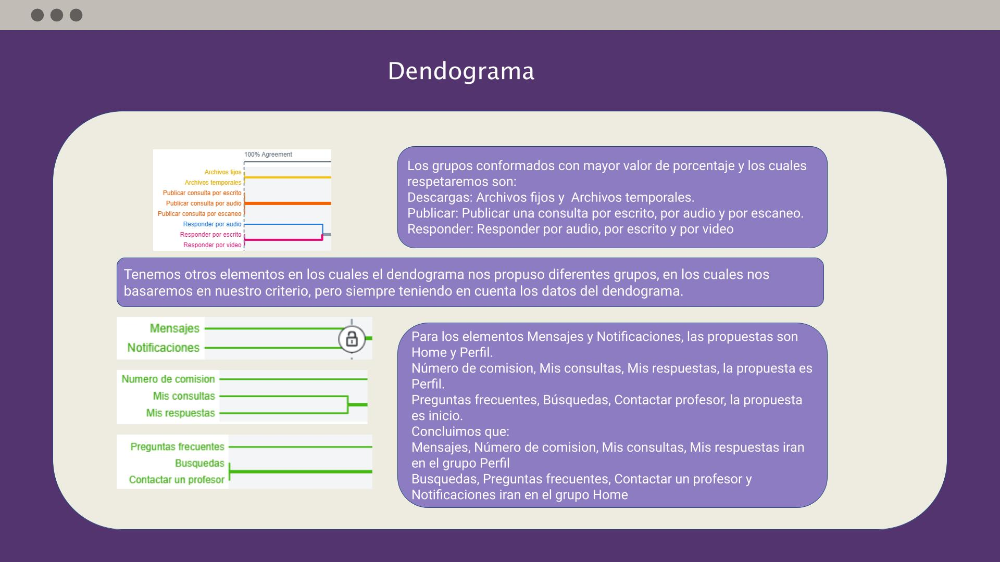 Dendograma
100% Agreement
Archivos fijos
Archivos temporales
Publicar consulta por escrito
Publicar consulta por audio
Publicar consulta por escaneo
Responder por audio
Responder por escrito
Responder por video
Los grupos conformados con mayor valor de porcentaje y los cuales
respetaremos son:
Descargas: Archivos fijos y  Archivos temporales.
Publicar: Publicar una consulta por escrito, por audio y por escaneo.
Responder: Responder por audio, por escrito y por video
Tenemos otros elementos en los cuales el dendograma nos propuso diferentes grupos, en los cuales nos
basaremos en nuestro criterio, pero siempre teniendo en cuenta los datos del dendograma.
Mensajes
Notificaciones
Numero de comision
Mis consultas
Mis respuestas
Preguntas frecuentes
Busquedas
Contactar un profesor
Para los elementos Mensajes y Notificaciones, las propuestas son
Home y Perfil.
Número de comision, Mis consultas, Mis respuestas, la propuesta es
Perfil.
Preguntas frecuentes, Búsquedas, Contactar profesor, la propuesta
es inicio.
Concluimos que:
Mensajes, Número de comision, Mis consultas, Mis respuestas iran
en el grupo Perfil
Busquedas, Preguntas frecuentes, Contactar un profesor y
Notificaciones iran en el grupo Home